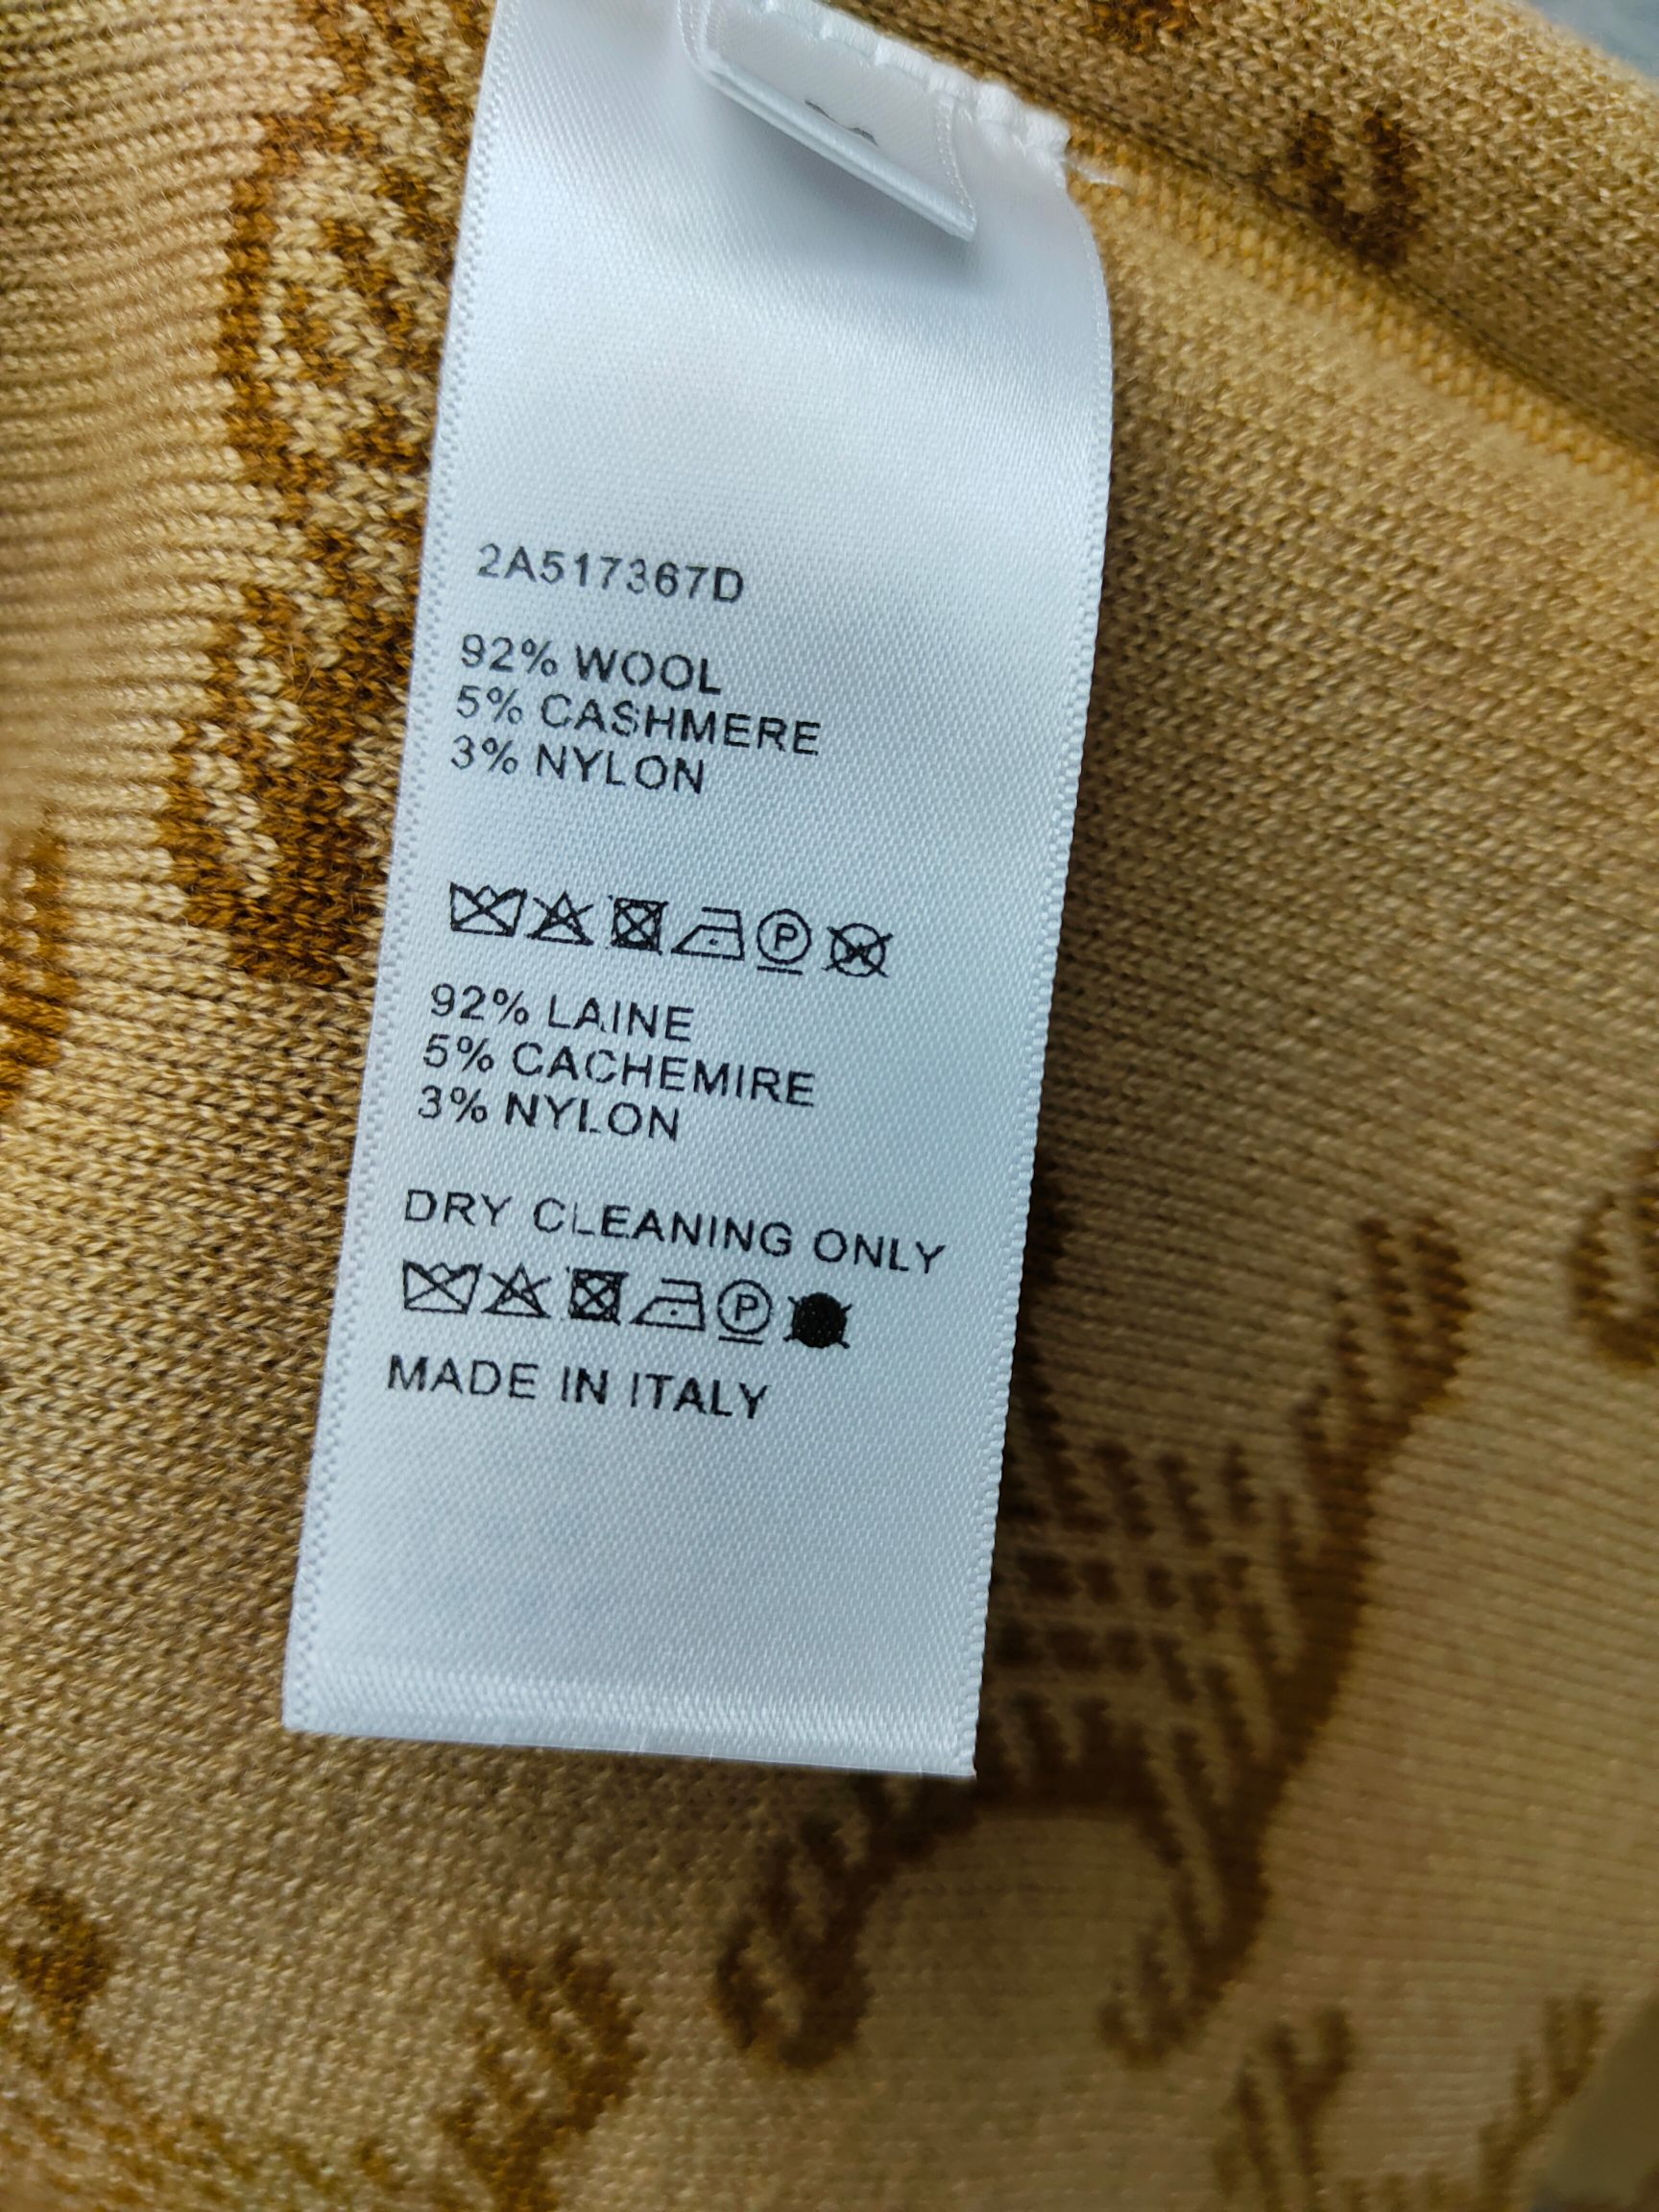 2A517367D
92% WOOL
5% CASHMERE
3% NYLON
P W
92% LAINE
5% CACHEMIRE
3% NYLON
DRY CLEANING ONLY
P
MADE IN ITALY